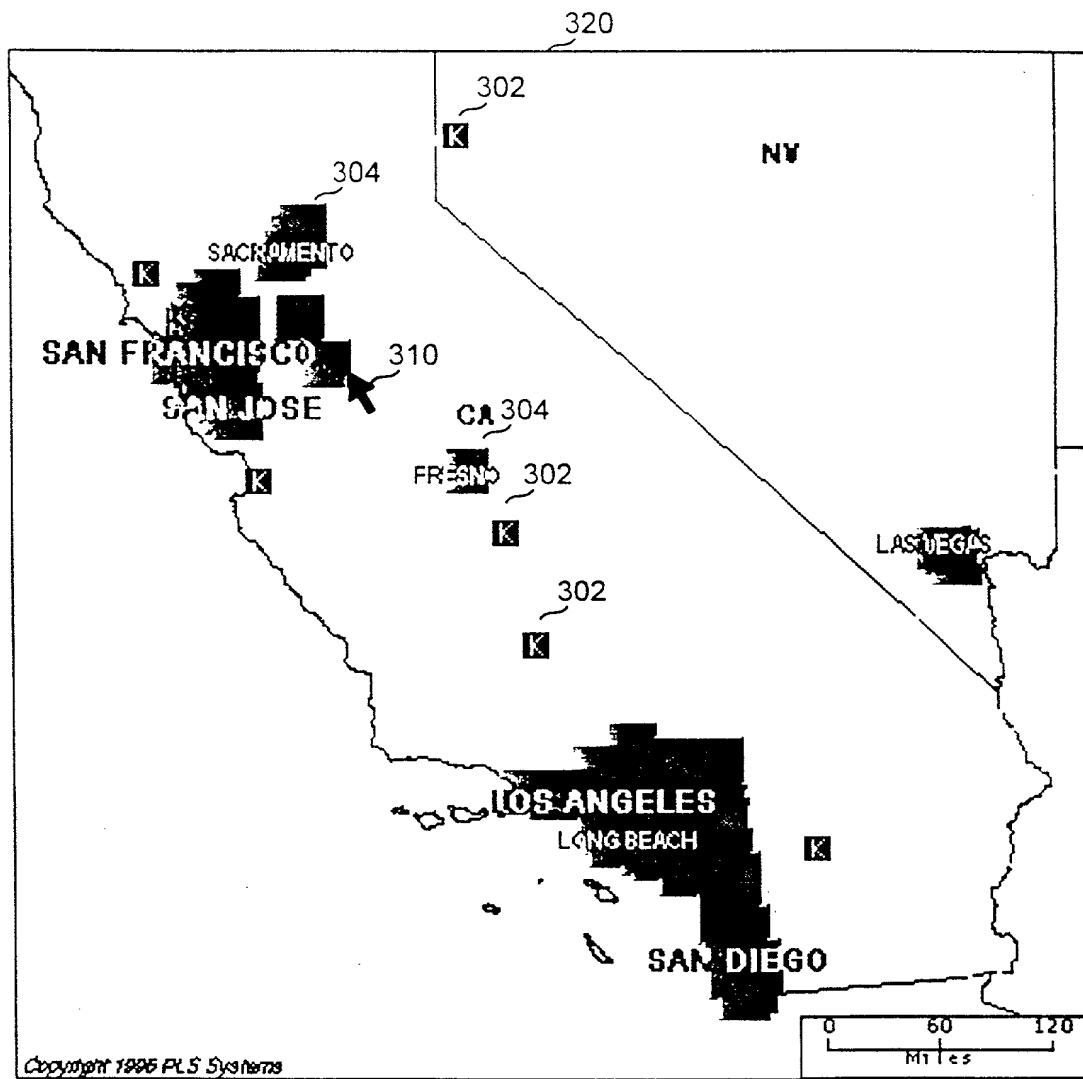 320
302
K
NV
304
SACRAMENTO
K
K
SAN FRANCISCO
310
SAN JOSE
CA
304
FRESNO
K
302
K
LAS VEGAS
302
K
LOS ANGELES
LONG BEACH
K
SAN DIEGO
0 60 120
Miles
Copyright 1996 PLS Systems